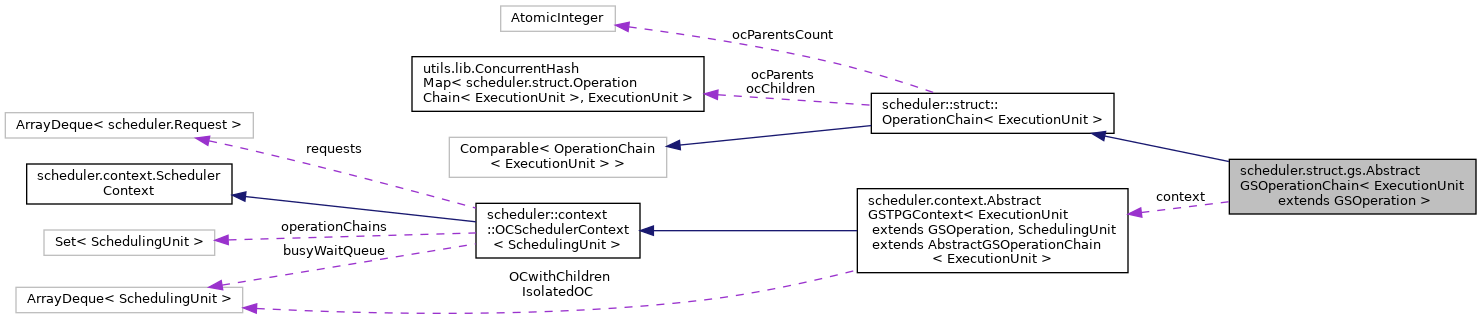 AtomicInteger
ocParentsCount
utils.lib.ConcurrentHash
Map< scheduler.struct.Operation
Chain< ExecutionUnit >, ExecutionUnit >
ocParents
ocChildren
scheduler::struct::
OperationChain< ExecutionUnit >
ArrayDeque< scheduler.Request >
requests
Comparable< OperationChain
< ExecutionUnit > >
scheduler.context.Scheduler
Context
scheduler.struct.gs.Abstract
GSOperationChain< ExecutionUnit
extends GSOperation >
context
scheduler.context.Abstract
GSTPGContext< ExecutionUnit
extends GSOperation, SchedulingUnit
extends AbstractGSOperationChain
< ExecutionUnit >
scheduler::context
::OCSchedulerContext
< SchedulingUnit >
operationChains
Set< SchedulingUnit >
busyWaitQueue
OCwithChildren
IsolatedOC
ArrayDeque< SchedulingUnit >